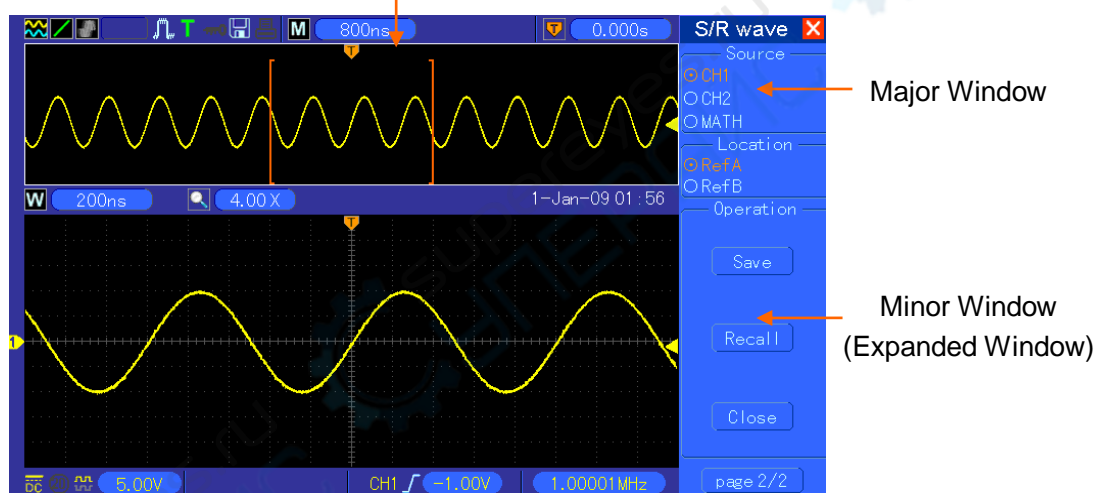 T M 800ns T 0.000s S/R wave
T
Source
CH1
CH2
MATH
Major Window
Location
RefA
RefB
W 200ns 4.00X 1-Jan-09 01:56
Operation
T
Save
Minor Window
(Expanded Window)
Recall
1
Close
DC 5.00V CH1 -1.00V 1.00001MHz page 2/2